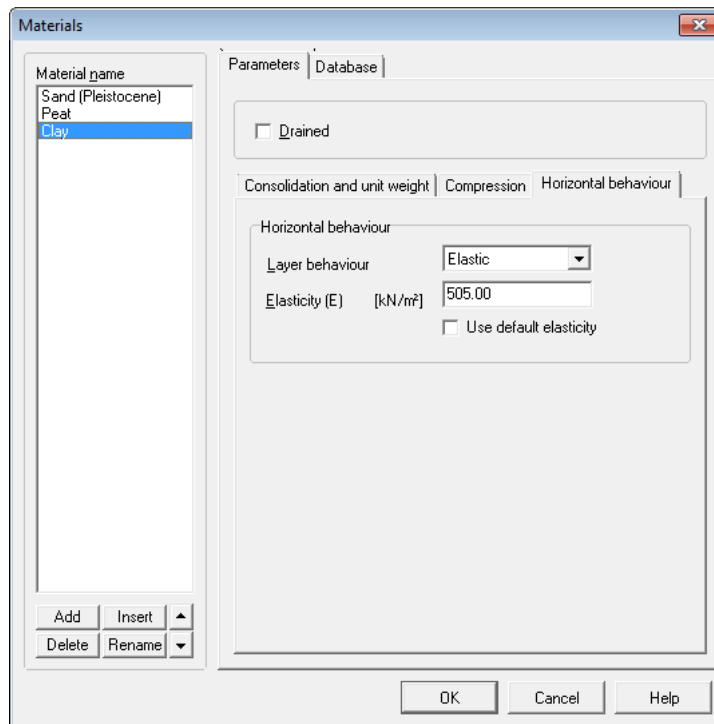 Materials
Material name
Sand (Pleistocene)
Peat
Clay
Add Insert
Delete Rename
Parameters Database
Drained
Consolidation and unit weight Compression Horizontal behaviour
Horizontal behaviour
Layer behaviour Elastic
Elasticity (E) [kN/m²] 505.00
Use default elasticity
OK Cancel Help